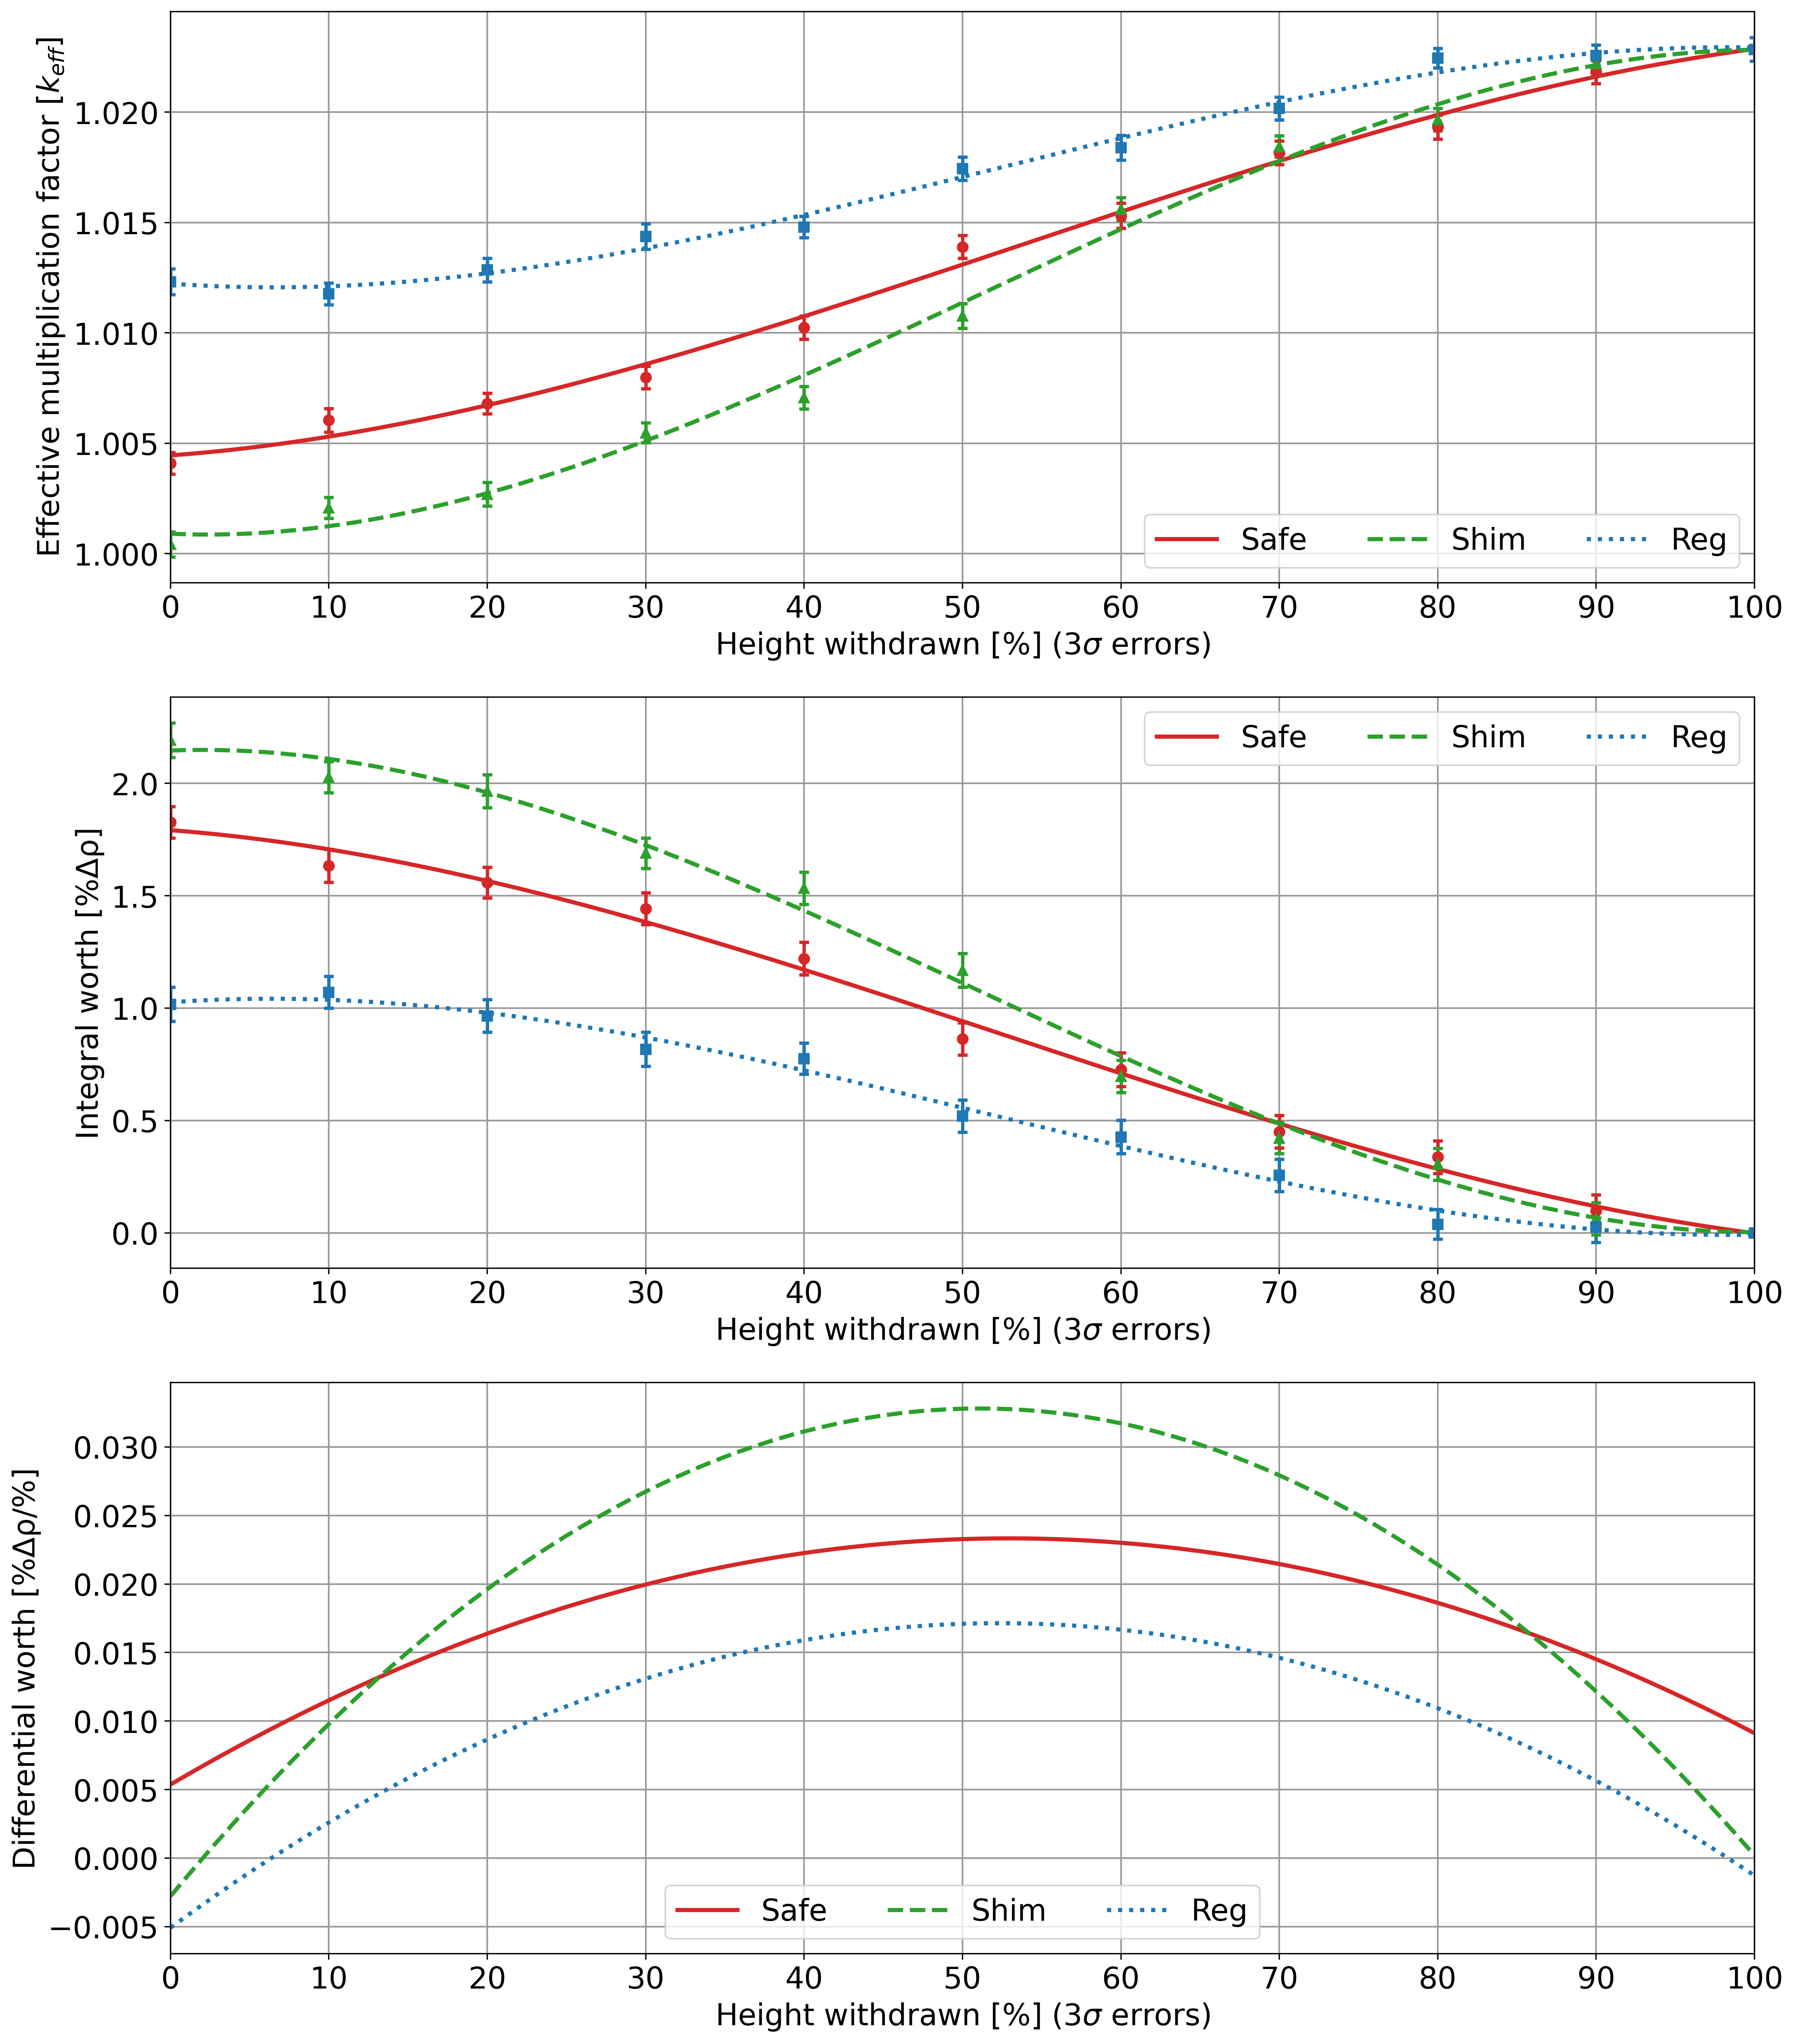 Effective multiplication factor [k_eff]
1.020
1.015
1.010
1.005
1.000
Safe Shim Reg
0 10 20 30 40 50 60 70 80 90 100
Height withdrawn [%] (3σ errors)
Integral worth [%Δρ]
2.0
1.5
1.0
0.5
0.0
Safe Shim Reg
0 10 20 30 40 50 60 70 80 90 100
Height withdrawn [%] (3σ errors)
Differential worth [%Δρ/%]
0.030
0.025
0.020
0.015
0.010
0.005
0.000
−0.005
Safe Shim Reg
0 10 20 30 40 50 60 70 80 90 100
Height withdrawn [%] (3σ errors)